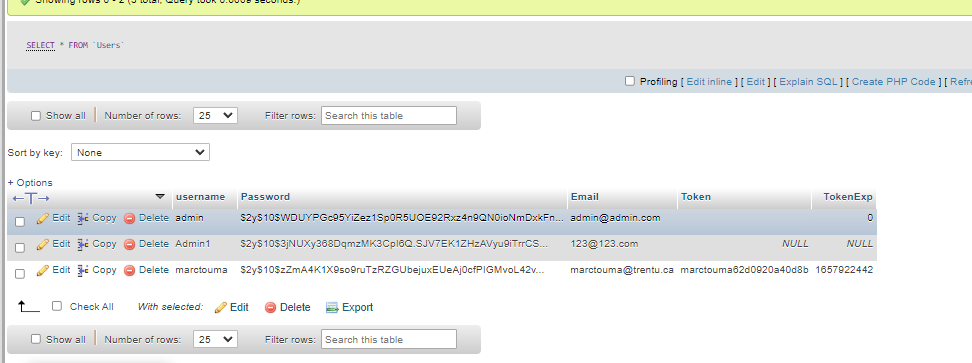 Showing rows 0 - 2 (3 total, Query took 0.0009 seconds.)
SELECT * FROM `Users`
Profiling [ Edit inline ] [ Edit ] [ Explain SQL ] [ Create PHP Code ] [ Refre
Show all Number of rows: 25 Filter rows: Search this table
Sort by key: None
+ Options
←T→ username Password Email Token TokenExp
Edit Copy Delete admin $2y$10$WDUYPGc95YiZez1Sp0R5UOE92Rxz4n9QN0ioNmDxkFn... admin@admin.com 0
Edit Copy Delete Admin1 $2y$10$3jNUXy368DqmzMK3CpI6Q.SJV7EK1ZHzAVyu9iTrrCS... 123@123.com NULL NULL
Edit Copy Delete marctouma $2y$10$zZmA4K1X9so9ruTzRZGUbejuxEUeAj0cfPIGMvoL42v... marctouma@trentu.ca marctouma62d0920a40d8b 1657922442
Check All With selected: Edit Delete Export
Show all Number of rows: 25 Filter rows: Search this table